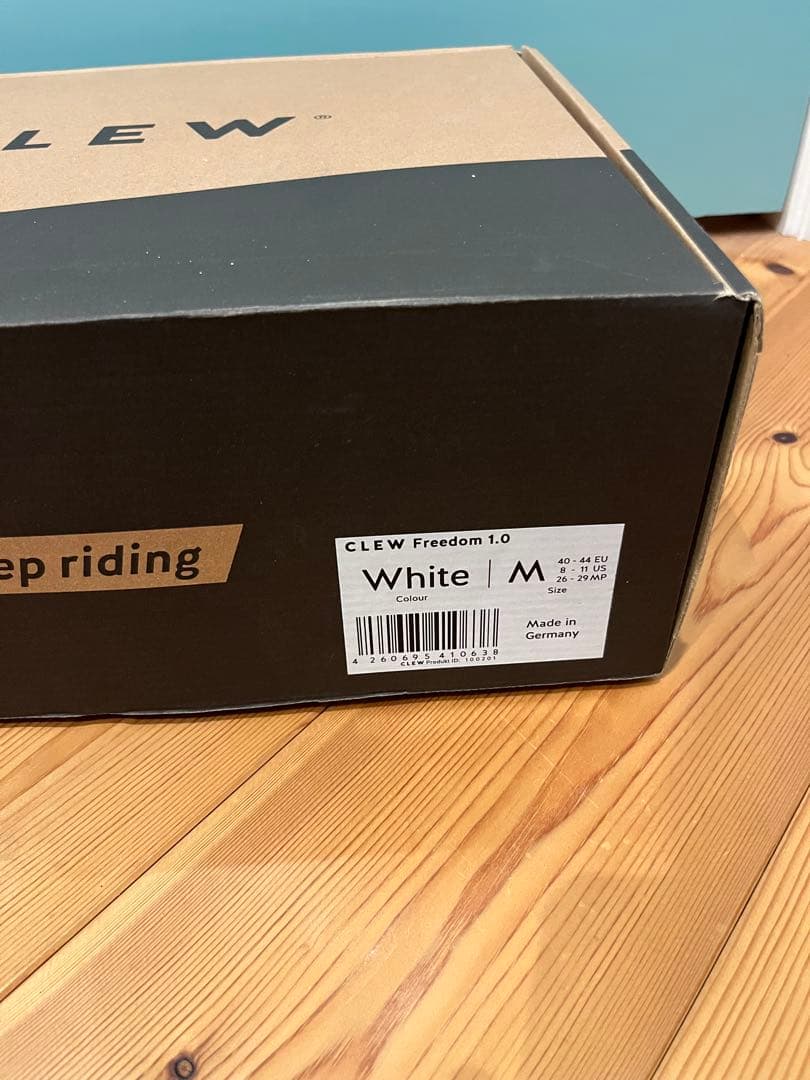 LEW®
ep riding
CLEW Freedom 1.0
White | M
40 - 44 EU
8 - 11 US
26 - 29 MP
Colour
Size
Made in
Germany
4 260695 410638
CLEW Produkt ID: 100201